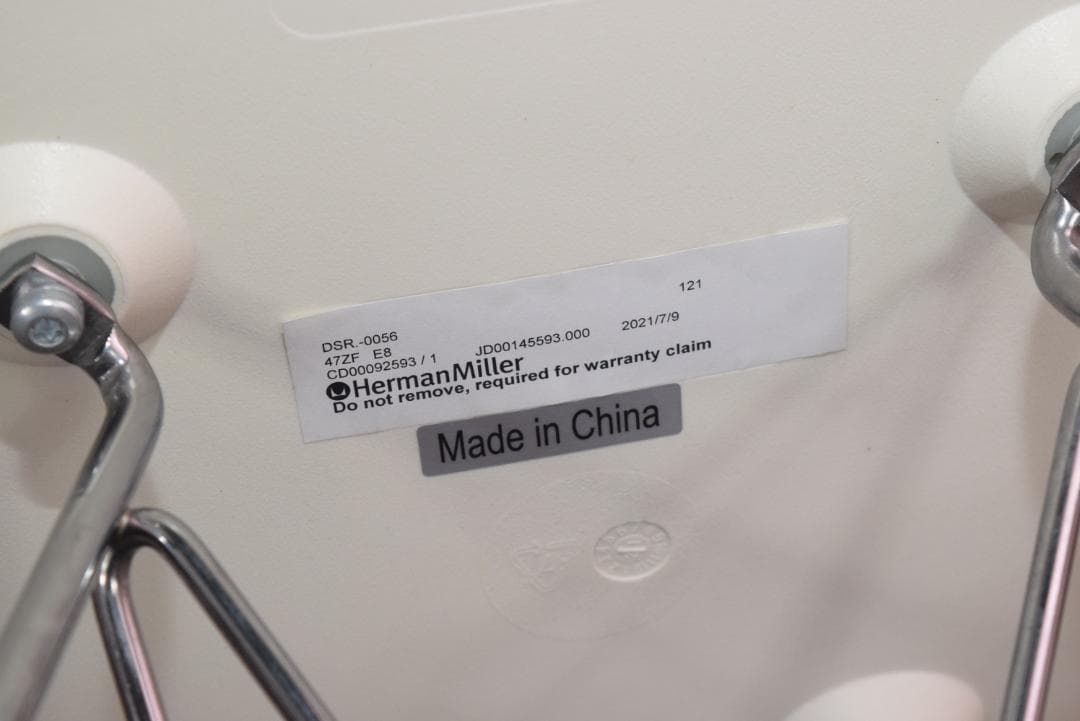 121
DSR.-0056
47ZF E8 JD00145593.000 2021/7/9
CD00092593 / 1
HermanMiller
Do not remove, required for warranty claim
Made in China